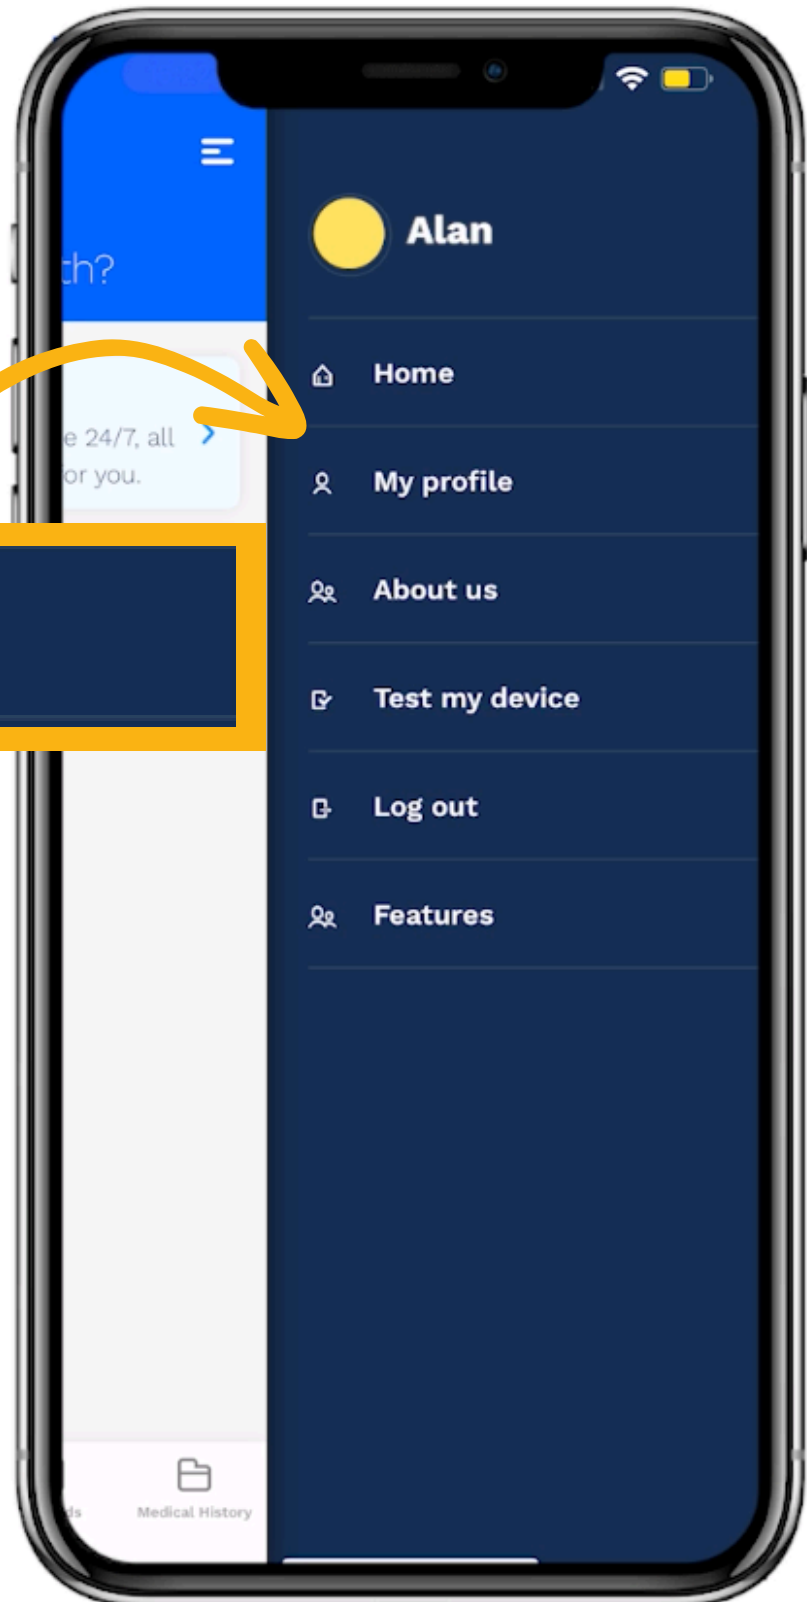 th?
e 24/7, all
or you.
Alan
Home
My profile
About us
Test my device
Log out
Features
ds
Medical History